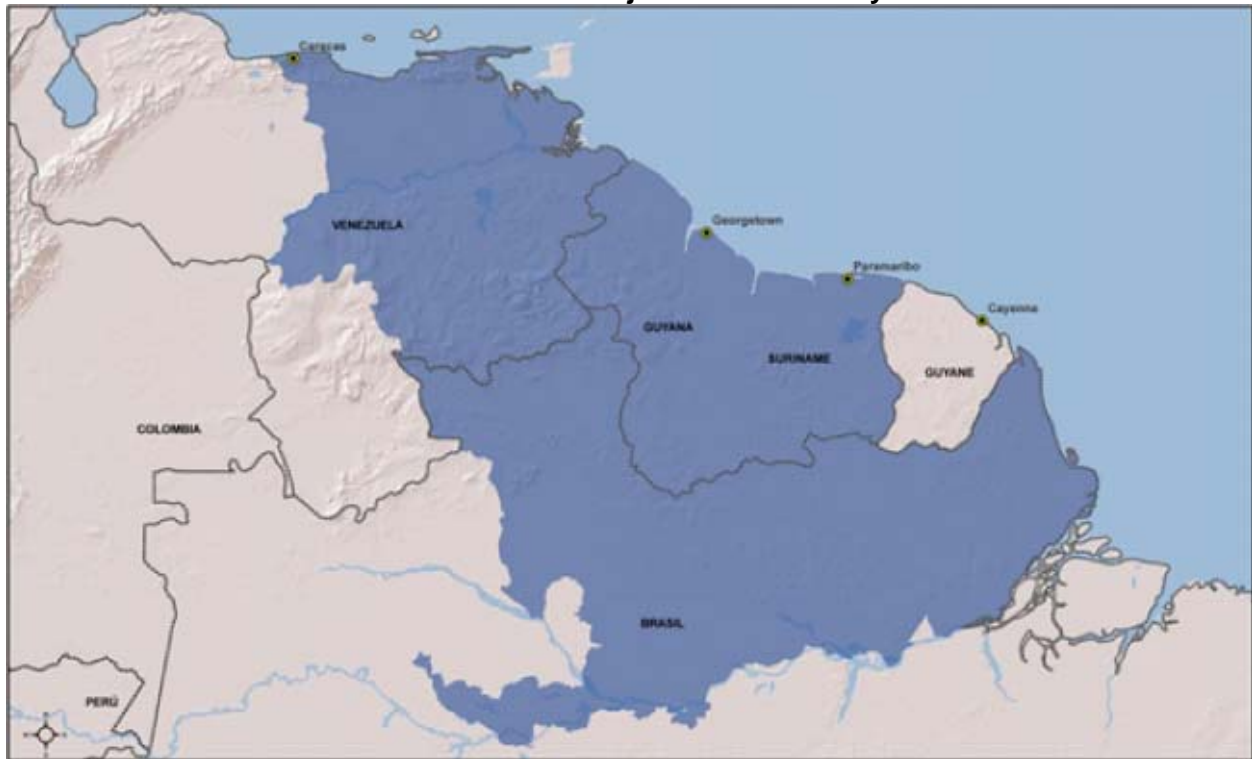 Caracas
VENEZUELA
Georgetown
Paramaribo
Cayenne
GUYANA
SURINAME
GUYANE
COLOMBIA
BRASIL
PERÚ